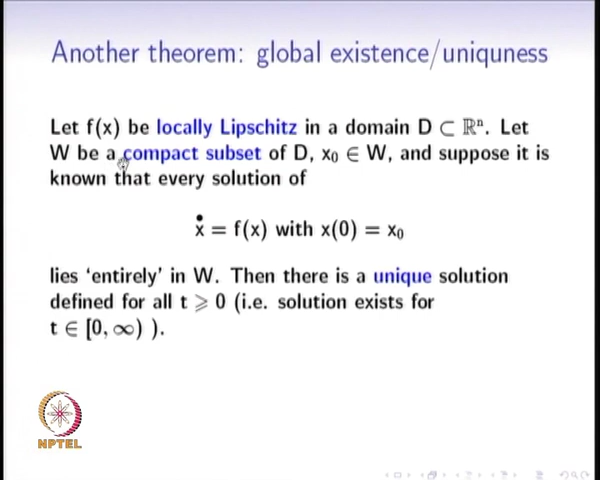 Another theorem: global existence/uniquness
Let f(x) be locally Lipschitz in a domain D ⊂ ℝⁿ. Let
W be a compact subset of D, x₀ ∈ W, and suppose it is
known that every solution of
ẋ = f(x) with x(0) = x₀
lies ‘entirely’ in W. Then there is a unique solution
defined for all t ⩾ 0 (i.e. solution exists for
t ∈ [0, ∞) ).
NPTEL